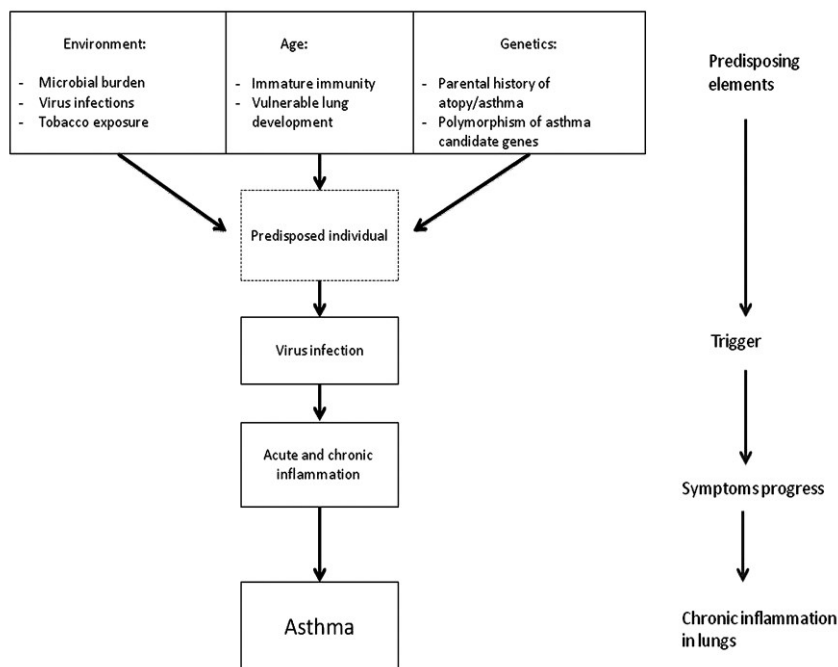 Environment:
- Microbial burden
- Virus infections
- Tobacco exposure
Age:
- Immature immunity
- Vulnerable lung
development
Genetics:
- Parental history of
atopy/asthma
- Polymorphism of asthma
candidate genes
Predisposed individual
Virus infection
Acute and chronic
inflammation
Asthma
Predisposing
elements
Trigger
Symptoms progress
Chronic inflammation
in lungs